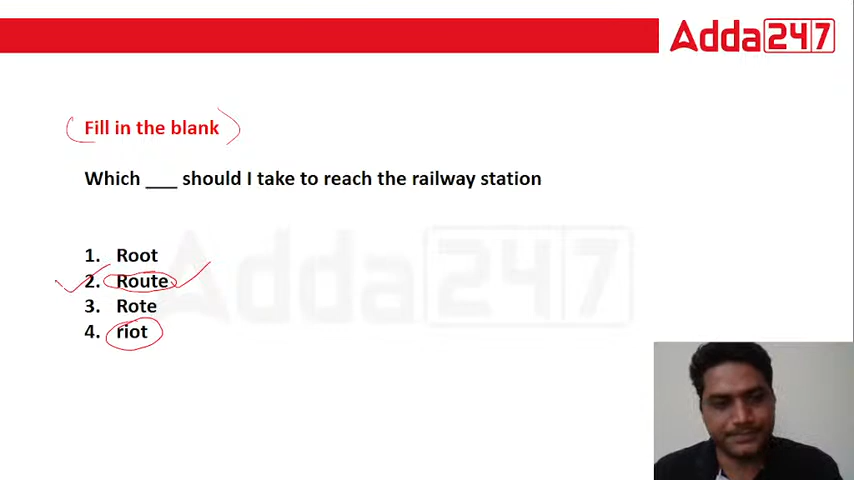 Adda247
Fill in the blank
Which ___ should I take to reach the railway station
1. Root
2. Route
3. Rote
4. riot
Adda247